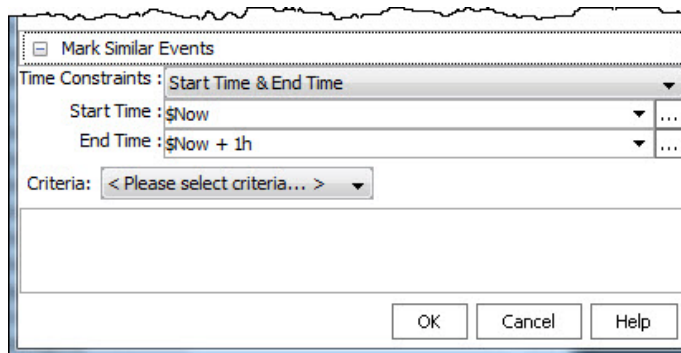 Mark Similar Events
Time Constraints : Start Time & End Time
Start Time : $Now ...
End Time : $Now + 1h ...
Criteria: < Please select criteria... >
OK Cancel Help